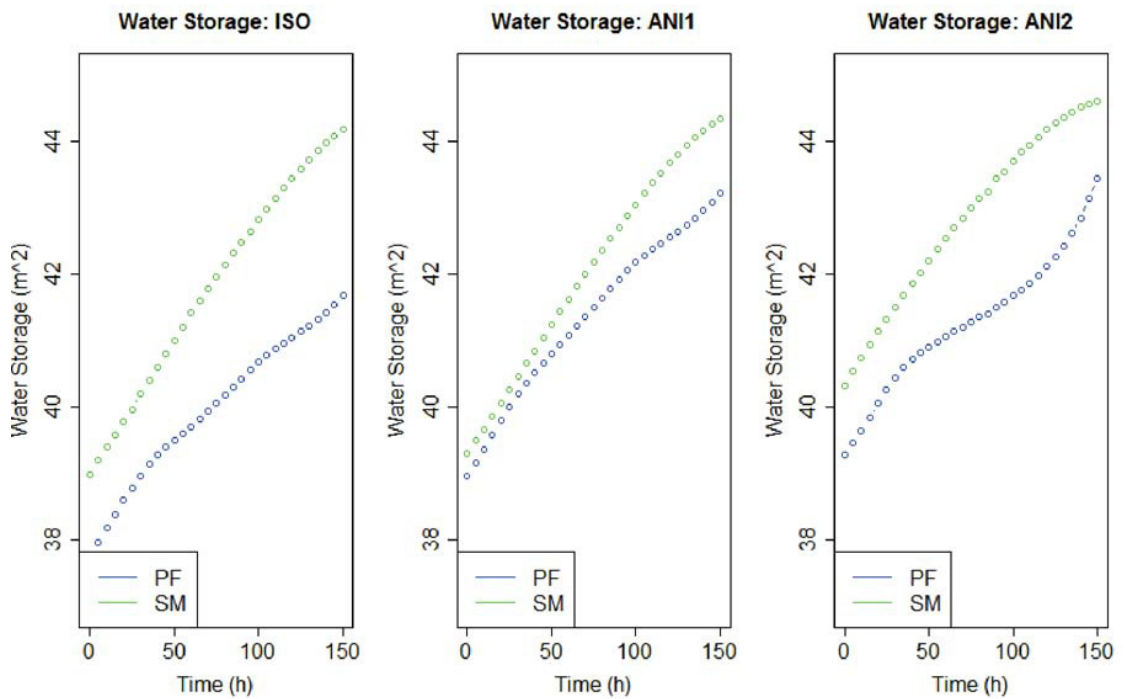 Water Storage: ISO
Water Storage (m^2)
44
42
40
38
0 50 100 150
Time (h)
PF
SM
Water Storage: ANI1
Water Storage (m^2)
44
42
40
38
0 50 100 150
Time (h)
PF
SM
Water Storage: ANI2
Water Storage (m^2)
44
42
40
38
0 50 100 150
Time (h)
PF
SM